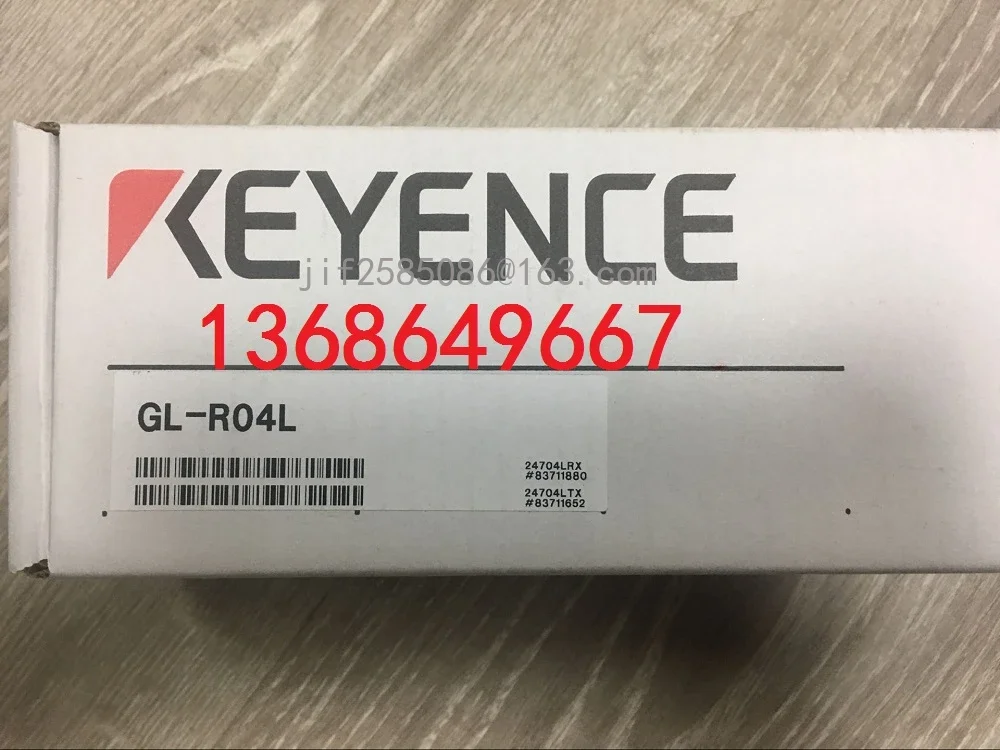 KEYENCE
jif2585086@163. com
1368649667
GL-R04L
24704LRX
#83711880
24704LTX
#83711652